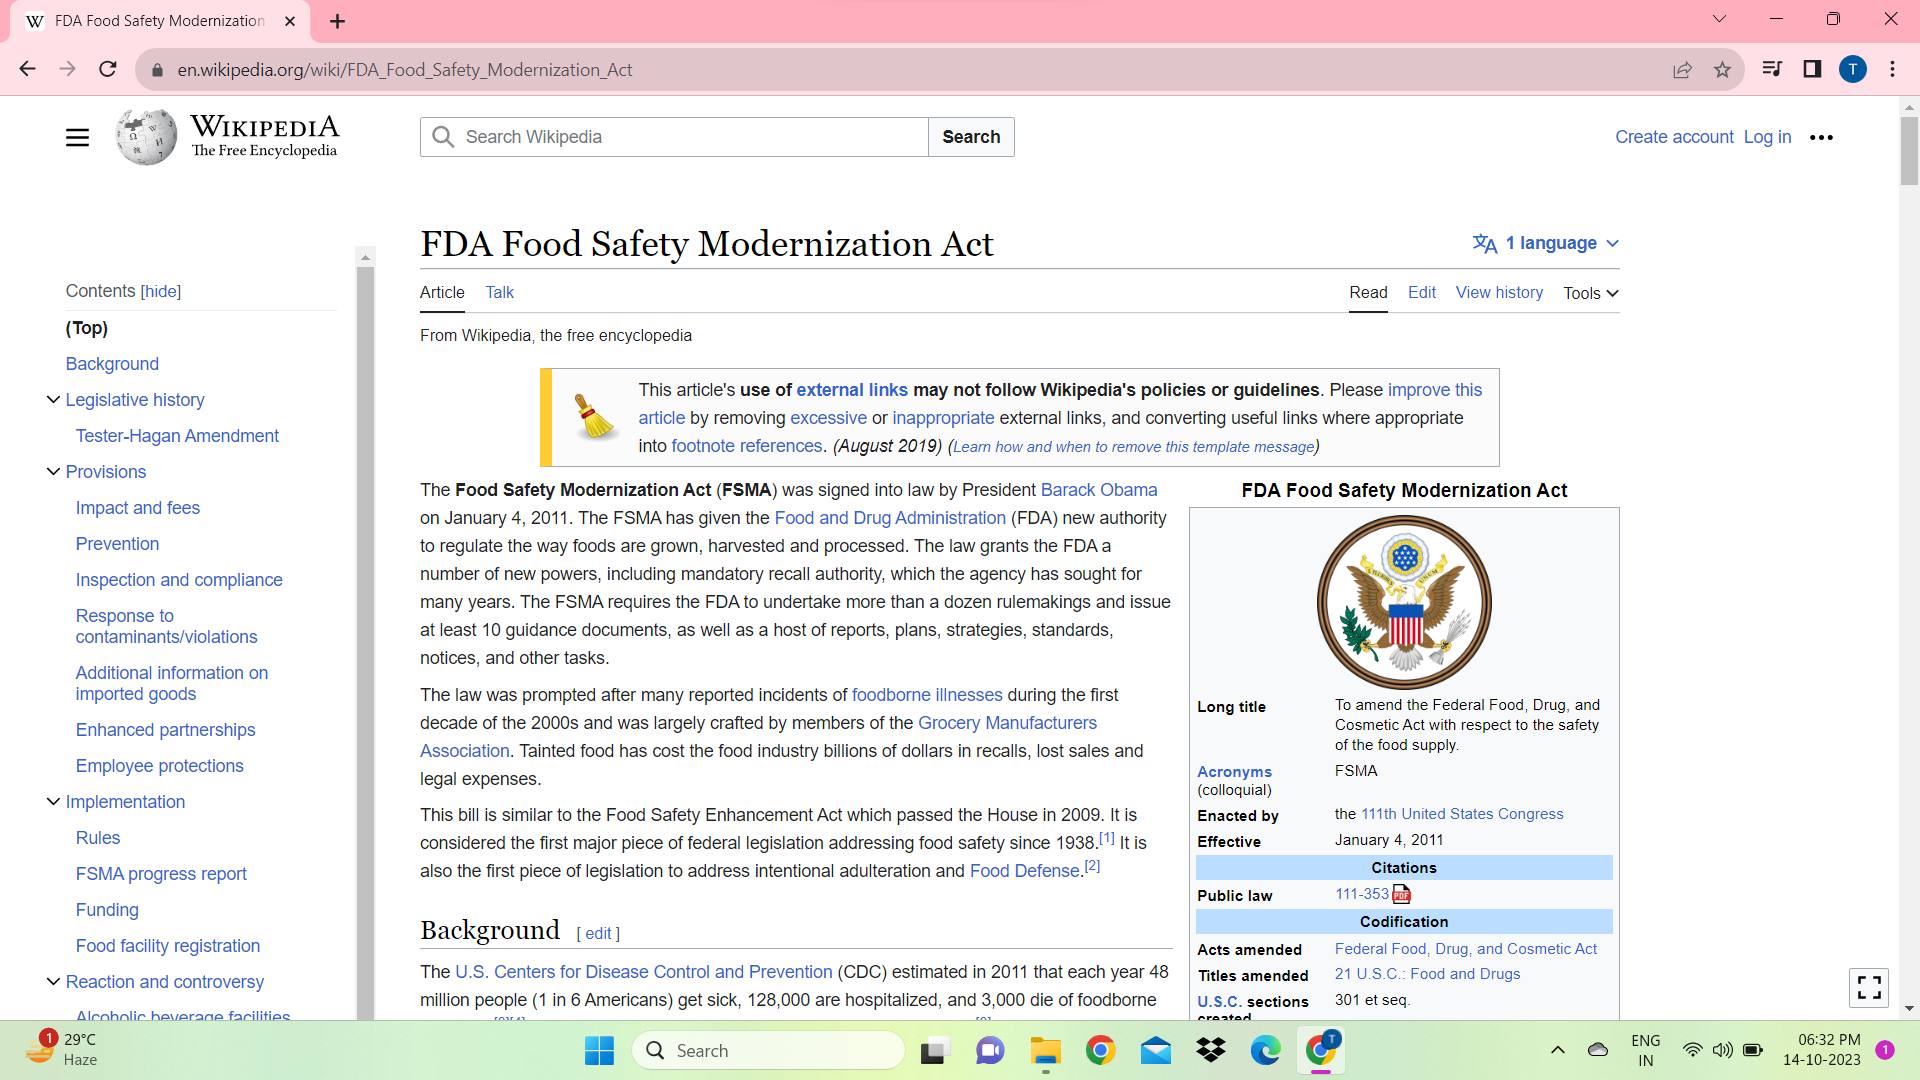 FDA Food Safety Modernization
en.wikipedia.org/wiki/FDA_Food_Safety_Modernization_Act
T
WIKIPEDIA
The Free Encyclopedia
Search Wikipedia
Search
Create account Log in
FDA Food Safety Modernization Act
1 language
Article Talk
Read Edit View history Tools
From Wikipedia, the free encyclopedia
Contents [hide]
(Top)
Background
Legislative history
Tester-Hagan Amendment
Provisions
Impact and fees
Prevention
Inspection and compliance
Response to
contaminants/violations
Additional information on
imported goods
Enhanced partnerships
Employee protections
Implementation
Rules
FSMA progress report
Funding
Food facility registration
Reaction and controversy
Alcoholic beverage facilities
This article's use of external links may not follow Wikipedia's policies or guidelines. Please improve this
article by removing excessive or inappropriate external links, and converting useful links where appropriate
into footnote references. (August 2019) (Learn how and when to remove this template message)
The Food Safety Modernization Act (FSMA) was signed into law by President Barack Obama
on January 4, 2011. The FSMA has given the Food and Drug Administration (FDA) new authority
to regulate the way foods are grown, harvested and processed. The law grants the FDA a
number of new powers, including mandatory recall authority, which the agency has sought for
many years. The FSMA requires the FDA to undertake more than a dozen rulemakings and issue
at least 10 guidance documents, as well as a host of reports, plans, strategies, standards,
notices, and other tasks.
The law was prompted after many reported incidents of foodborne illnesses during the first
decade of the 2000s and was largely crafted by members of the Grocery Manufacturers
Association. Tainted food has cost the food industry billions of dollars in recalls, lost sales and
legal expenses.
This bill is similar to the Food Safety Enhancement Act which passed the House in 2009. It is
considered the first major piece of federal legislation addressing food safety since 1938.[1] It is
also the first piece of legislation to address intentional adulteration and Food Defense.[2]
Background [ edit ]
The U.S. Centers for Disease Control and Prevention (CDC) estimated in 2011 that each year 48
million people (1 in 6 Americans) get sick, 128,000 are hospitalized, and 3,000 die of foodborne
FDA Food Safety Modernization Act
Long title To amend the Federal Food, Drug, and
Cosmetic Act with respect to the safety
of the food supply.
Acronyms FSMA
(colloquial)
Enacted by the 111th United States Congress
Effective January 4, 2011
Citations
Public law 111-353 PDF
Codification
Acts amended Federal Food, Drug, and Cosmetic Act
Titles amended 21 U.S.C.: Food and Drugs
U.S.C. sections 301 et seq.
created
1
29°C
Haze
Search
T
ENG
IN
06:32 PM
14-10-2023
1